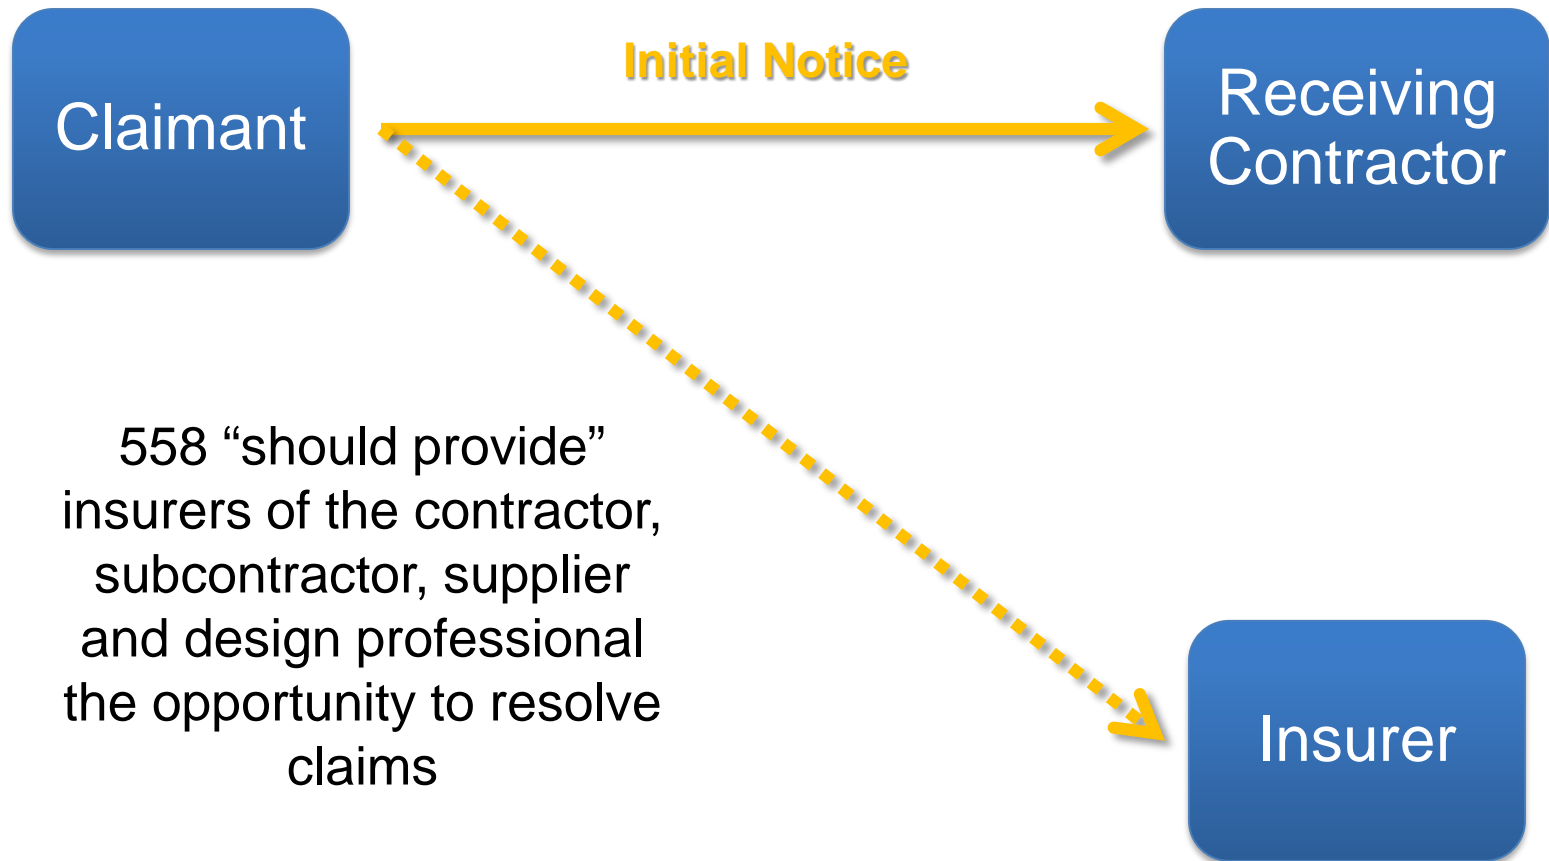 Initial Notice
Claimant
Receiving
Contractor
558 “should provide”
insurers of the contractor,
subcontractor, supplier
and design professional
the opportunity to resolve
claims
Insurer